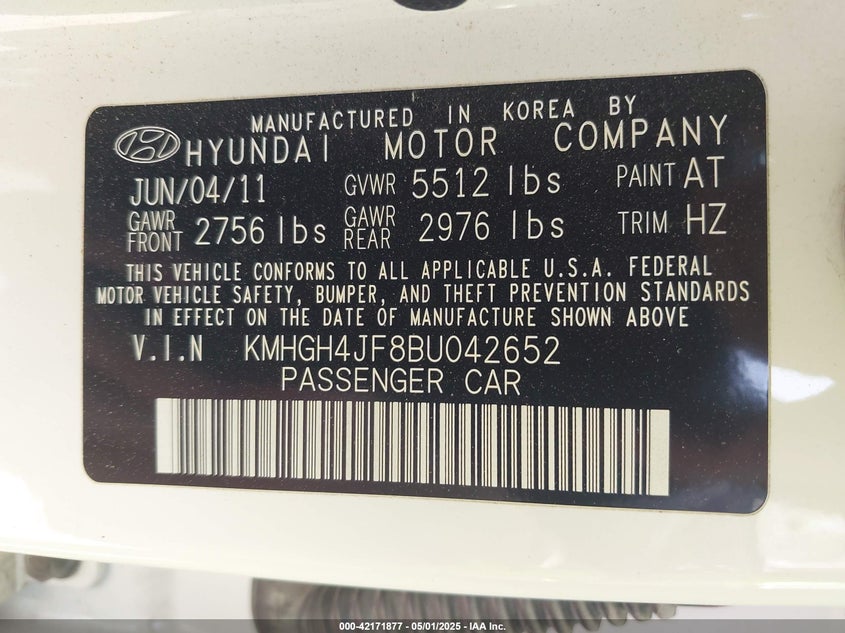 MANUFACTURED IN KOREA BY
HYUNDAI MOTOR COMPANY
JUN/04/11 GVWR 5512 lbs PAINT AT
GAWR FRONT 2756 lbs GAWR REAR 2976 lbs TRIM HZ
THIS VEHICLE CONFORMS TO ALL APPLICABLE U.S.A. FEDERAL
MOTOR VEHICLE SAFETY, BUMPER, AND THEFT PREVENTION STANDARDS
IN EFFECT ON THE DATE OF MANUFACTURE SHOWN ABOVE
V.I.N KMHGH4JF8BU042652
PASSENGER CAR
000-42171877 - 05/01/2025 - IAA Inc.